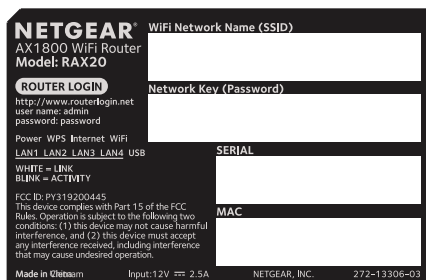 NETGEAR®
AX1800 WiFi Router
Model: RAX20
ROUTER LOGIN
http://www.routerlogin.net
user name: admin
password: password
Power WPS Internet WiFi
LAN1 LAN2 LAN3 LAN4 USB
WHITE = LINK
BLINK = ACTIVITY
FCC ID: PY319200445
This device complies with Part 15 of the FCC
Rules. Operation is subject to the following two
conditions: (1) this device may not cause harmful
interference, and (2) this device must accept
any interference received, including interference
that may cause undesired operation.
WiFi Network Name (SSID)
Network Key (Password)
SERIAL
MAC
Made in
Input:12V ⎓ 2.5A
NETGEAR, INC.
272-13306-03